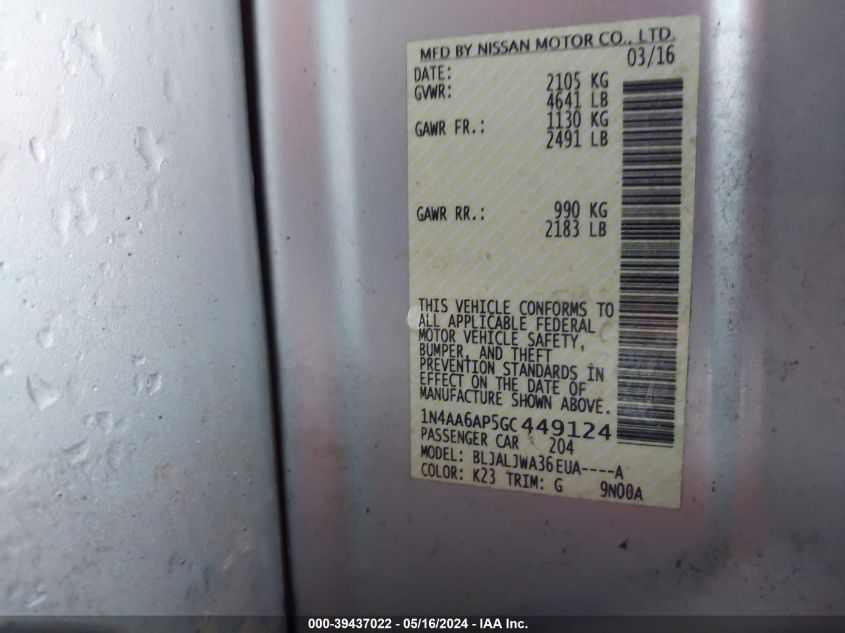 MFD BY NISSAN MOTOR CO., LTD.
DATE: 03/16
GVWR: 2105 KG
4641 LB
GAWR FR.: 1130 KG
2491 LB
GAWR RR.: 990 KG
2183 LB
THIS VEHICLE CONFORMS TO
ALL APPLICABLE FEDERAL
MOTOR VEHICLE SAFETY,
BUMPER, AND THEFT
PREVENTION STANDARDS IN
EFFECT ON THE DATE OF
MANUFACTURE SHOWN ABOVE.
1N4AA6AP5GC449124
PASSENGER CAR 204
MODEL: BLJALJWA36EUA----A
COLOR: K23 TRIM: G 9N00A
000-39437022 - 05/16/2024 - IAA Inc.